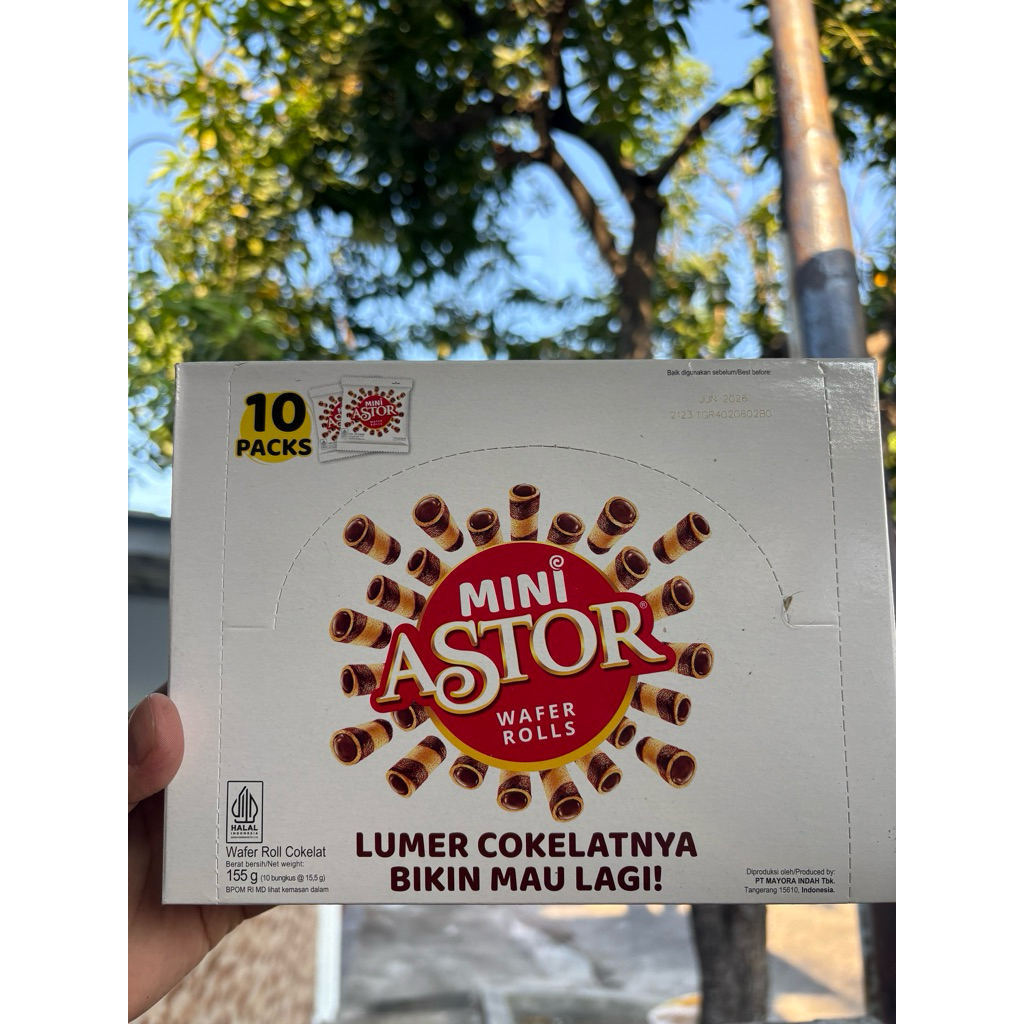 Baik digunakan sebelum/Best before:
JUN 2026
10
PACKS
MINI
ASTOR
MINI
ASTOR®
WAFER
ROLLS
HALAL
INDONESIA
LUMER COKELATNYA
BIKIN MAU LAGI!
Wafer Roll Cokelat
Berat bersih/Net weight:
155 g (10 bungkus @ 15,5 g)
BPOM RI MD lihat kemasan dalam
Diproduksi oleh/Produced by:
PT MAYORA INDAH Tbk.
Tangerang 15610, Indonesia.